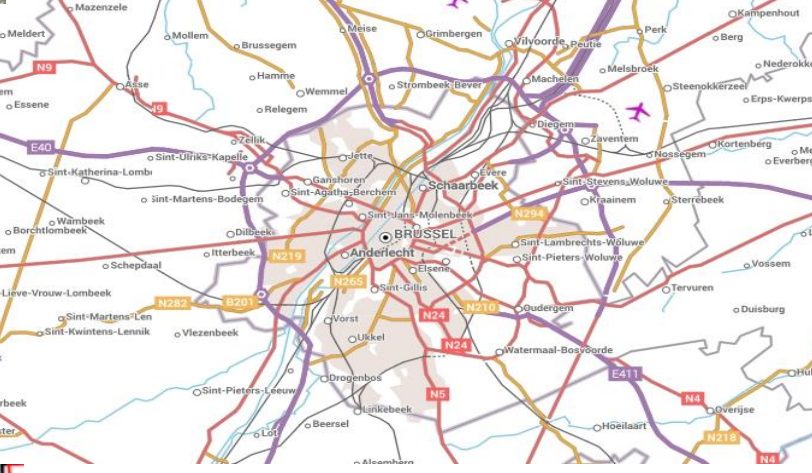 Mazenzele
Kampenhout
Meldert
Mollem
Meise
Grimbergen
Perk
Berg
Brussegem
Vilvoorde
Peutie
N9
Hamme
Machelen
Melsbroek
Asse
Wemmel
Strombeek-Bever
Steenokkerzeel
Essene
N9
Relegem
Erps-Kwerps
Diegem
E40
Zellik
Zaventem
Kortenberg
Sint-Ulriks-Kapelle
Jette
Nossegem
Sint-Katherina-Lomb
Ganshoren
Evere
Schaarbeek
Sint-Stevens-Woluwe
Sint-Agatha-Berchem
Kraainem
Sterrebeek
Sint-Martens-Bodegem
Sint-Jans-Molenbeek
N294
Wambeek
Borchtlombeek
Dilbeek
BRUSSEL
Sint-Lambrechts-Woluwe
Itterbeek
N219
Anderlecht
Sint-Pieters-Woluwe
Schepdaal
Elsene
Vossem
Lieve-Vrouw-Lombeek
N265
Sint-Gillis
Tervuren
N282
B201
N210
Oudergem
Duisburg
Sint-Martens-Len
Vorst
N24
Sint-Kwintens-Lennik
Vlezenbeek
Ukkel
N24
Watermaal-Bosvoorde
E411
Drogenbos
Sint-Pieters-Leeuw
N5
N4
Linkebeek
Overijse
Beersel
Hoeilaart
Lot
N218
Alsemberg
N4